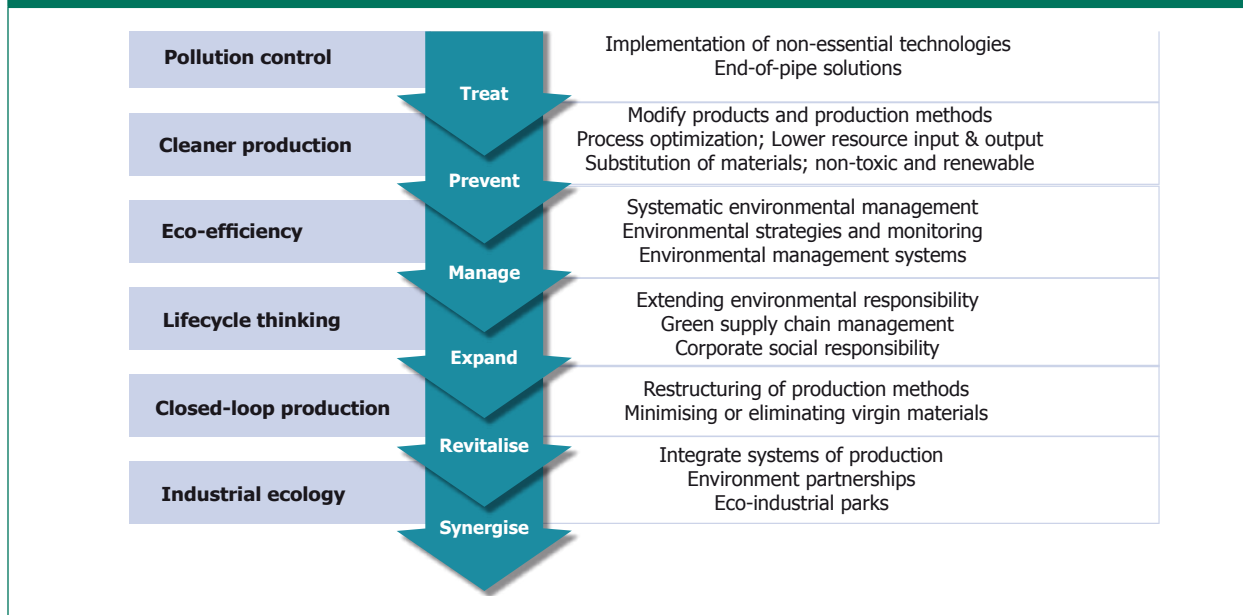 Pollution control
Treat
Implementation of non-essential technologies
End-of-pipe solutions
Cleaner production
Prevent
Modify products and production methods
Process optimization; Lower resource input & output
Substitution of materials; non-toxic and renewable
Eco-efficiency
Manage
Systematic environmental management
Environmental strategies and monitoring
Environmental management systems
Lifecycle thinking
Expand
Extending environmental responsibility
Green supply chain management
Corporate social responsibility
Closed-loop production
Revitalise
Restructuring of production methods
Minimising or eliminating virgin materials
Industrial ecology
Synergise
Integrate systems of production
Environment partnerships
Eco-industrial parks